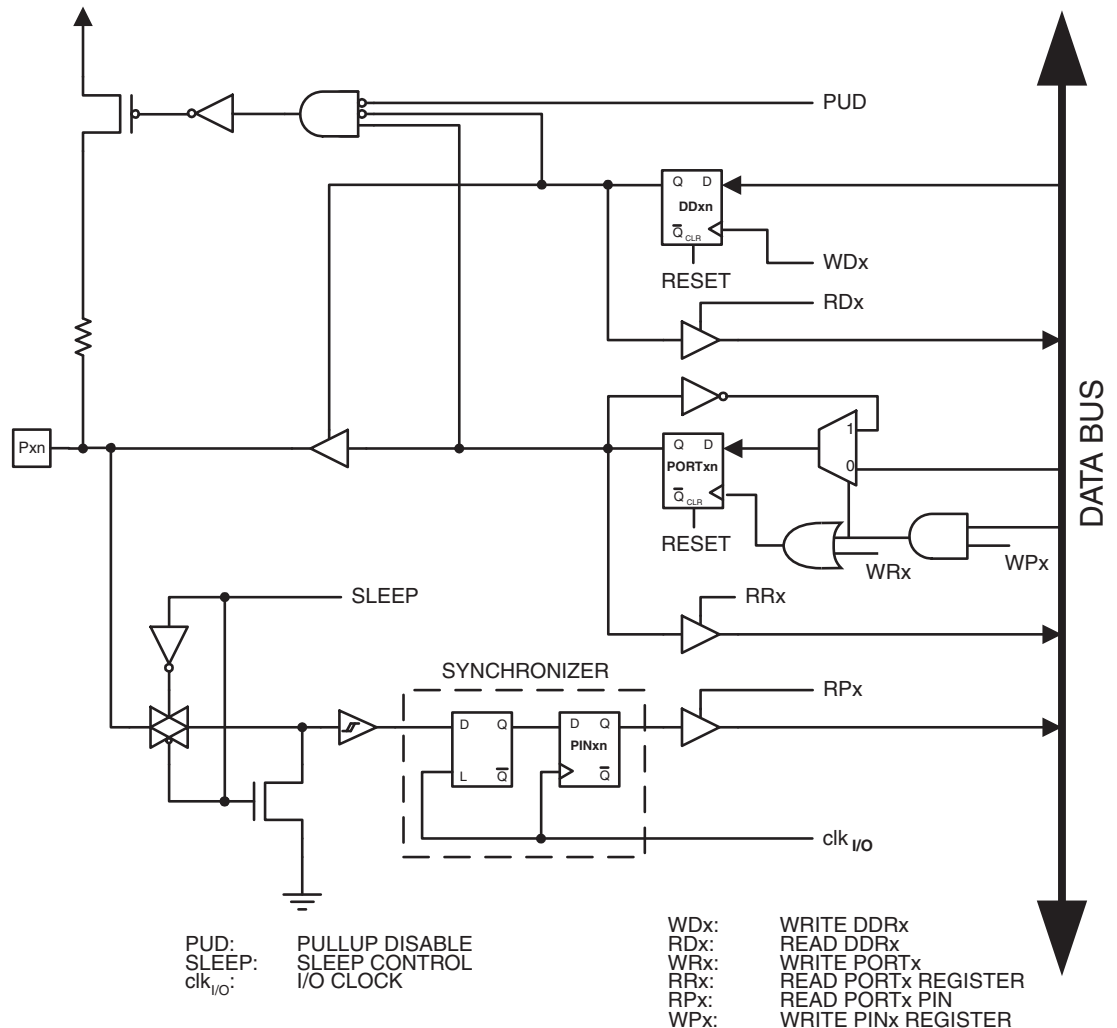 PUD
Q D
DDxn
Q CLR
WDx
RESET
RDx
Pxn
1
Q D
PORTxn
0
Q CLR
RESET
WRx
WPx
DATA BUS
SLEEP
RRx
SYNCHRONIZER
RPx
D Q
D Q
PINxn
L Q
Q
clk I/O
PUD: PULLUP DISABLE
SLEEP: SLEEP CONTROL
clkI/O: I/O CLOCK
WDx: WRITE DDRx
RDx: READ DDRx
WRx: WRITE PORTx
RRx: READ PORTx REGISTER
RPx: READ PORTx PIN
WPx: WRITE PINx REGISTER